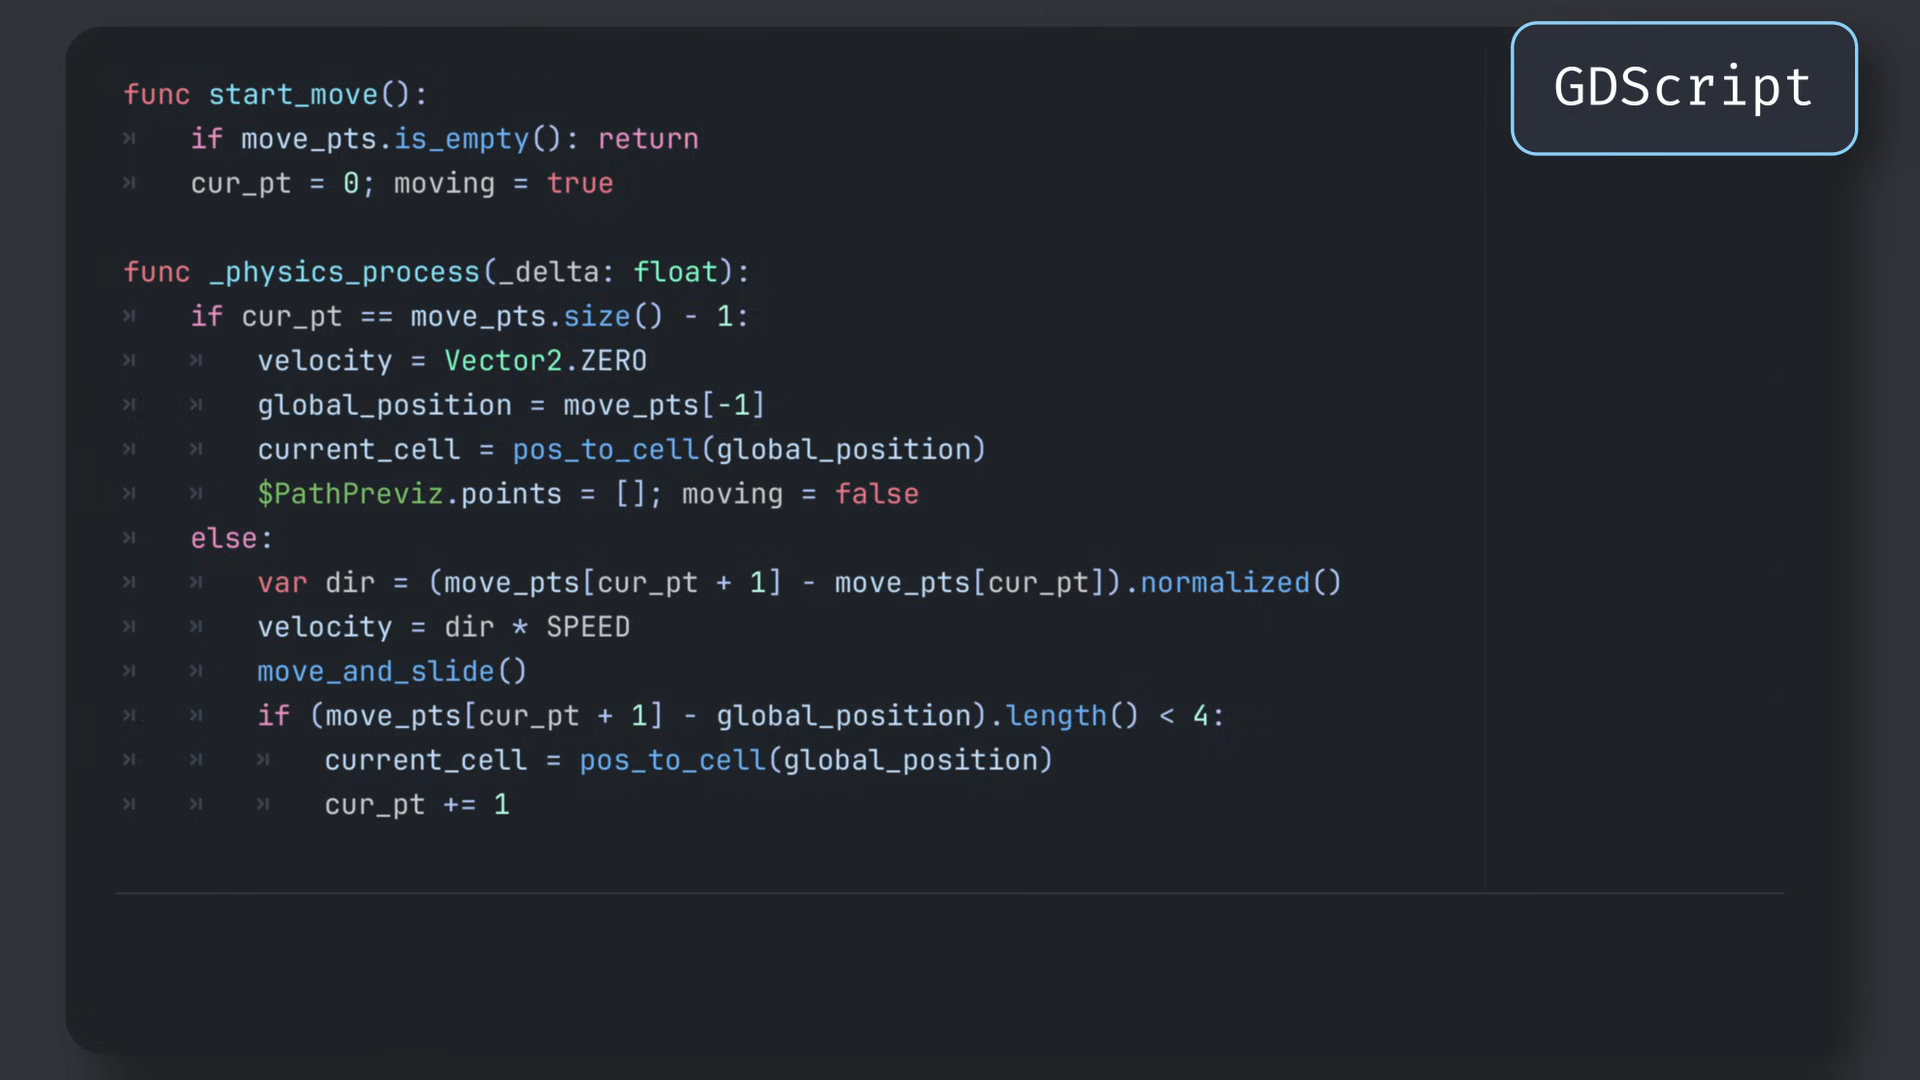 GDScript
func start_move():
    if move_pts.is_empty(): return
    cur_pt = 0; moving = true

func _physics_process(_delta: float):
    if cur_pt == move_pts.size() - 1:
        velocity = Vector2.ZERO
        global_position = move_pts[-1]
        current_cell = pos_to_cell(global_position)
        $PathPreviz.points = []; moving = false
    else:
        var dir = (move_pts[cur_pt + 1] - move_pts[cur_pt]).normalized()
        velocity = dir * SPEED
        move_and_slide()
        if (move_pts[cur_pt + 1] - global_position).length() < 4:
            current_cell = pos_to_cell(global_position)
            cur_pt += 1